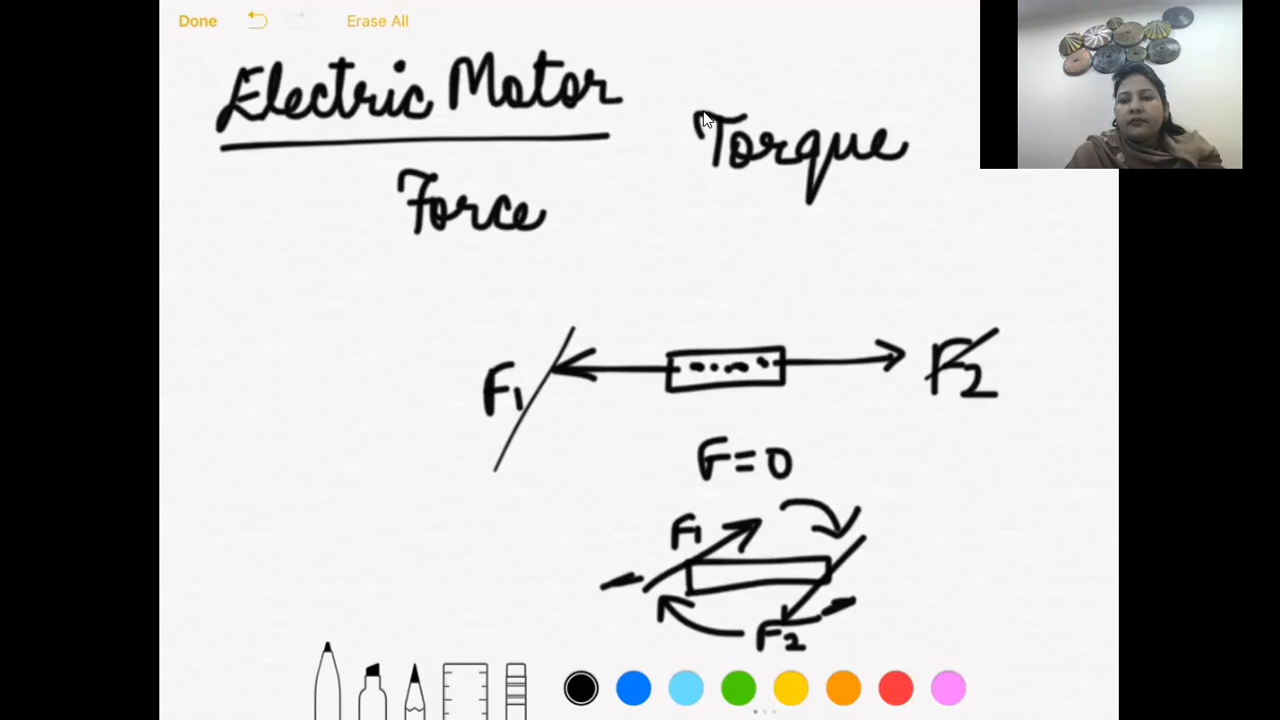 Done Erase All
Electric Motor
Torque
Force
F1 F2
F=0
F1
F2